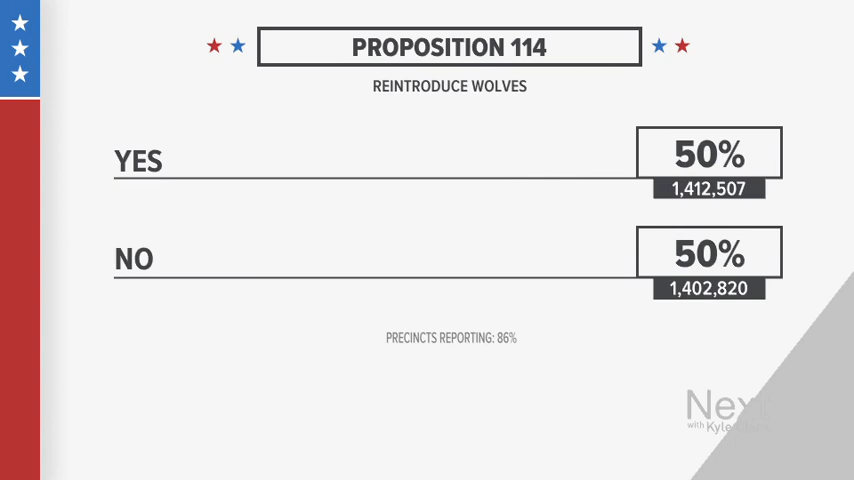 PROPOSITION 114
REINTRODUCE WOLVES
YES
50%
1,412,507
NO
50%
1,402,820
PRECINCTS REPORTING: 86%
Next
with Kyle